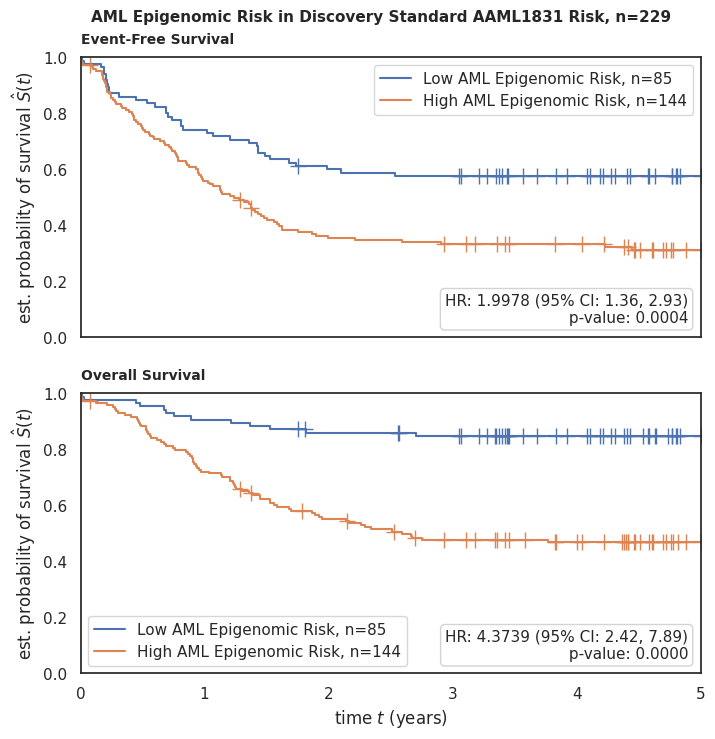 AML Epigenomic Risk in Discovery Standard AAML1831 Risk, n=229
Event-Free Survival
est. probability of survival Ŝ(t)
1.0
0.8
0.6
0.4
0.2
0.0
Low AML Epigenomic Risk, n=85
High AML Epigenomic Risk, n=144
HR: 1.9978 (95% CI: 1.36, 2.93)
p-value: 0.0004
Overall Survival
est. probability of survival Ŝ(t)
1.0
0.8
0.6
0.4
0.2
0.0
Low AML Epigenomic Risk, n=85
High AML Epigenomic Risk, n=144
HR: 4.3739 (95% CI: 2.42, 7.89)
p-value: 0.0000
0 1 2 3 4 5
time t (years)